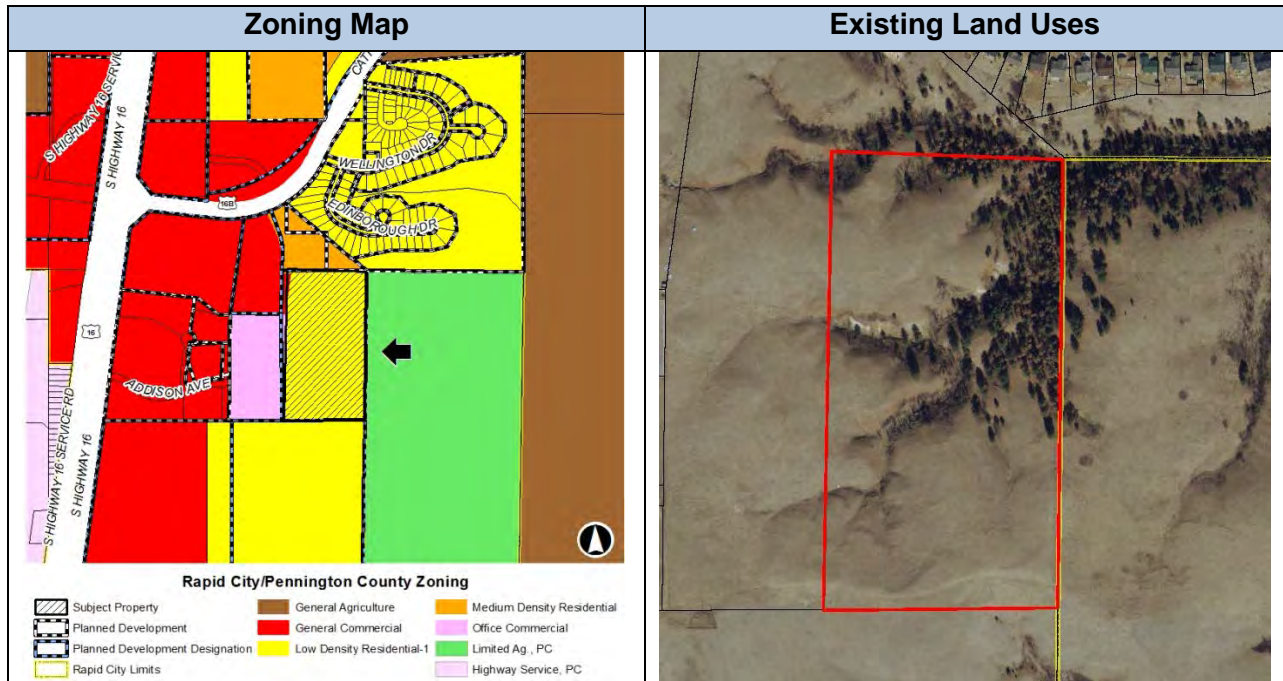 Zoning Map
Existing Land Uses
S HIGHWAY 16
S HIGHWAY 16
WELLINGTON DR
16B
EDINBOROUGH DR
16
ADDISON AVE
S HIGHWAY 16 SERVICE RD
S HIGHWAY 16
Rapid City/Pennington County Zoning
Subject Property
General Agriculture
Medium Density Residential
Planned Development
General Commercial
Office Commercial
Planned Development Designation
Low Density Residential-1
Limited Ag., PC
Rapid City Limits
Highway Service, PC